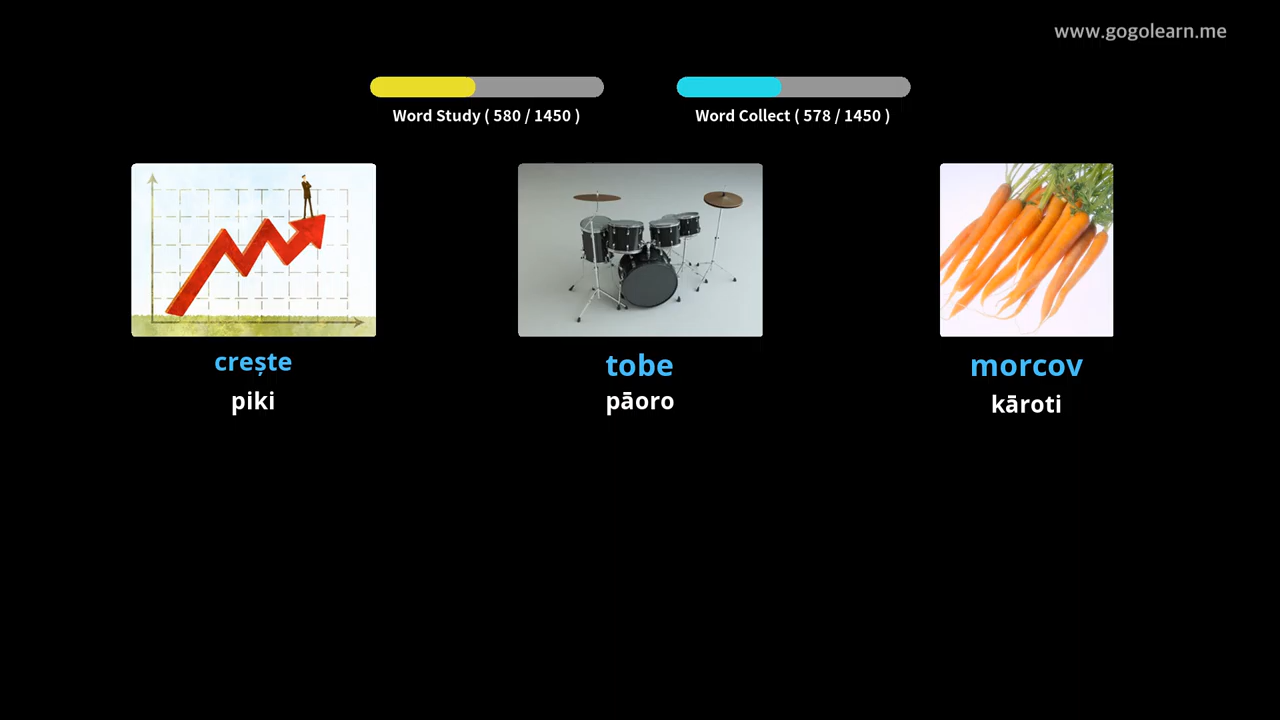 www.gogolearn.me
Word Study ( 580 / 1450 )
Word Collect ( 578 / 1450 )
crește
piki
tobe
pāoro
morcov
kāroti